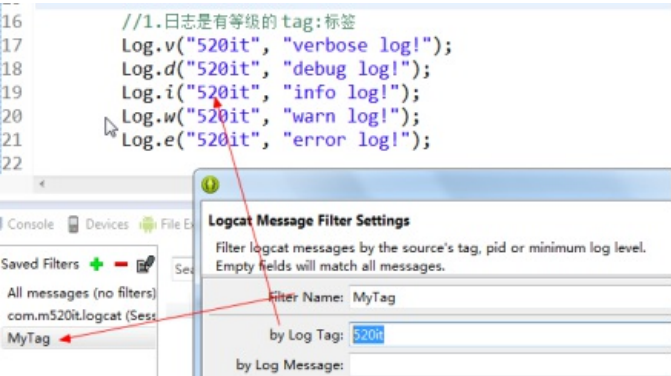 16 //1.日志是有等级的 tag:标签
17 Log.v("520it", "verbose log!");
18 Log.d("520it", "debug log!");
19 Log.i("520it", "info log!");
20 Log.w("520it", "warn log!");
21 Log.e("520it", "error log!");
22
Console Devices File Ex
Logcat Message Filter Settings
Filter logcat messages by the source's tag, pid or minimum log level.
Empty fields will match all messages.
Saved Filters Sea
All messages (no filters)
com.m520it.logcat (Sess
MyTag
Filter Name: MyTag
by Log Tag: 520it
by Log Message: